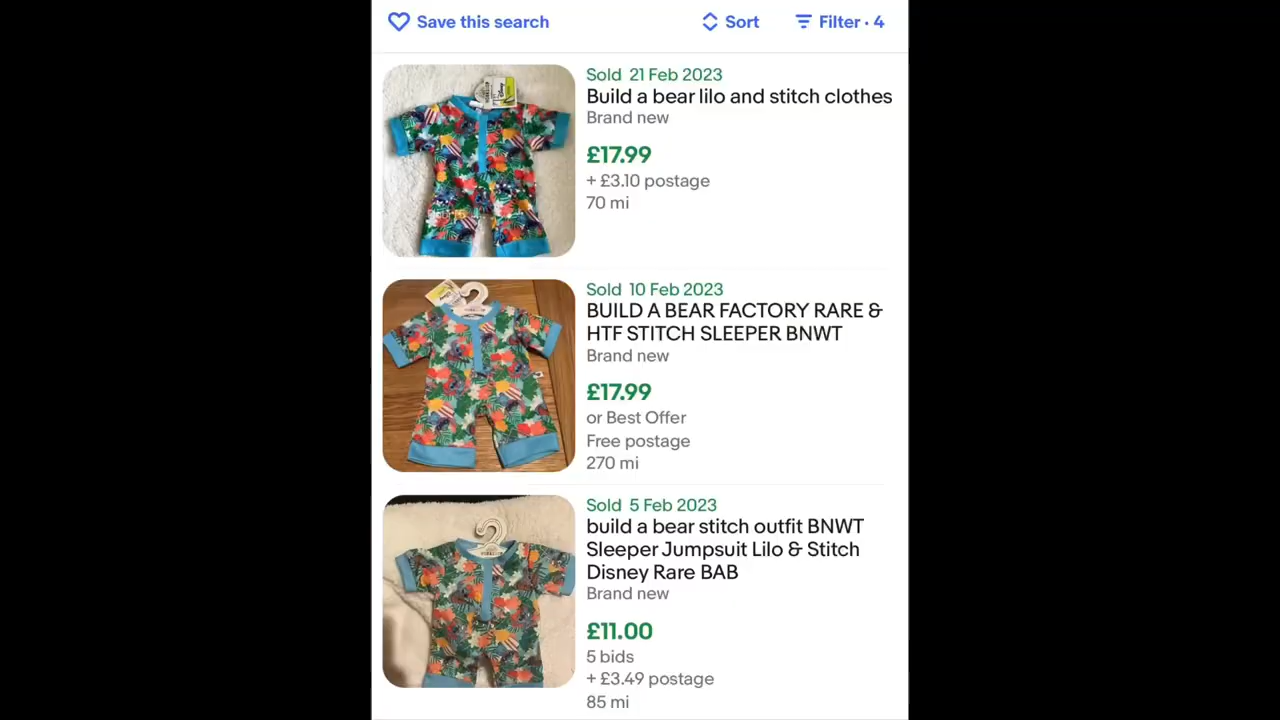 Save this search
Sort
Filter · 4
Sold 21 Feb 2023
Build a bear lilo and stitch clothes
Brand new
£17.99
+ £3.10 postage
70 mi
Sold 10 Feb 2023
BUILD A BEAR FACTORY RARE &
HTF STITCH SLEEPER BNWT
Brand new
£17.99
or Best Offer
Free postage
270 mi
Sold 5 Feb 2023
build a bear stitch outfit BNWT
Sleeper Jumpsuit Lilo & Stitch
Disney Rare BAB
Brand new
£11.00
5 bids
+ £3.49 postage
85 mi